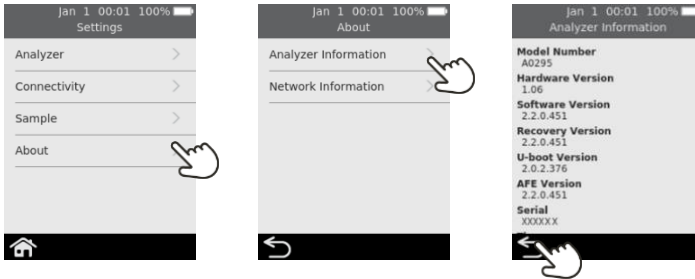 Jan 1 00:01 100%
Settings
Analyzer
Connectivity
Sample
About
Jan 1 00:01 100%
About
Analyzer Information
Network Information
Jan 1 00:01 100%
Analyzer Information
Model Number
A0295
Hardware Version
1.06
Software Version
2.2.0.451
Recovery Version
2.2.0.451
U-boot Version
2.0.2.376
AFE Version
2.2.0.451
Serial
XXXXXX